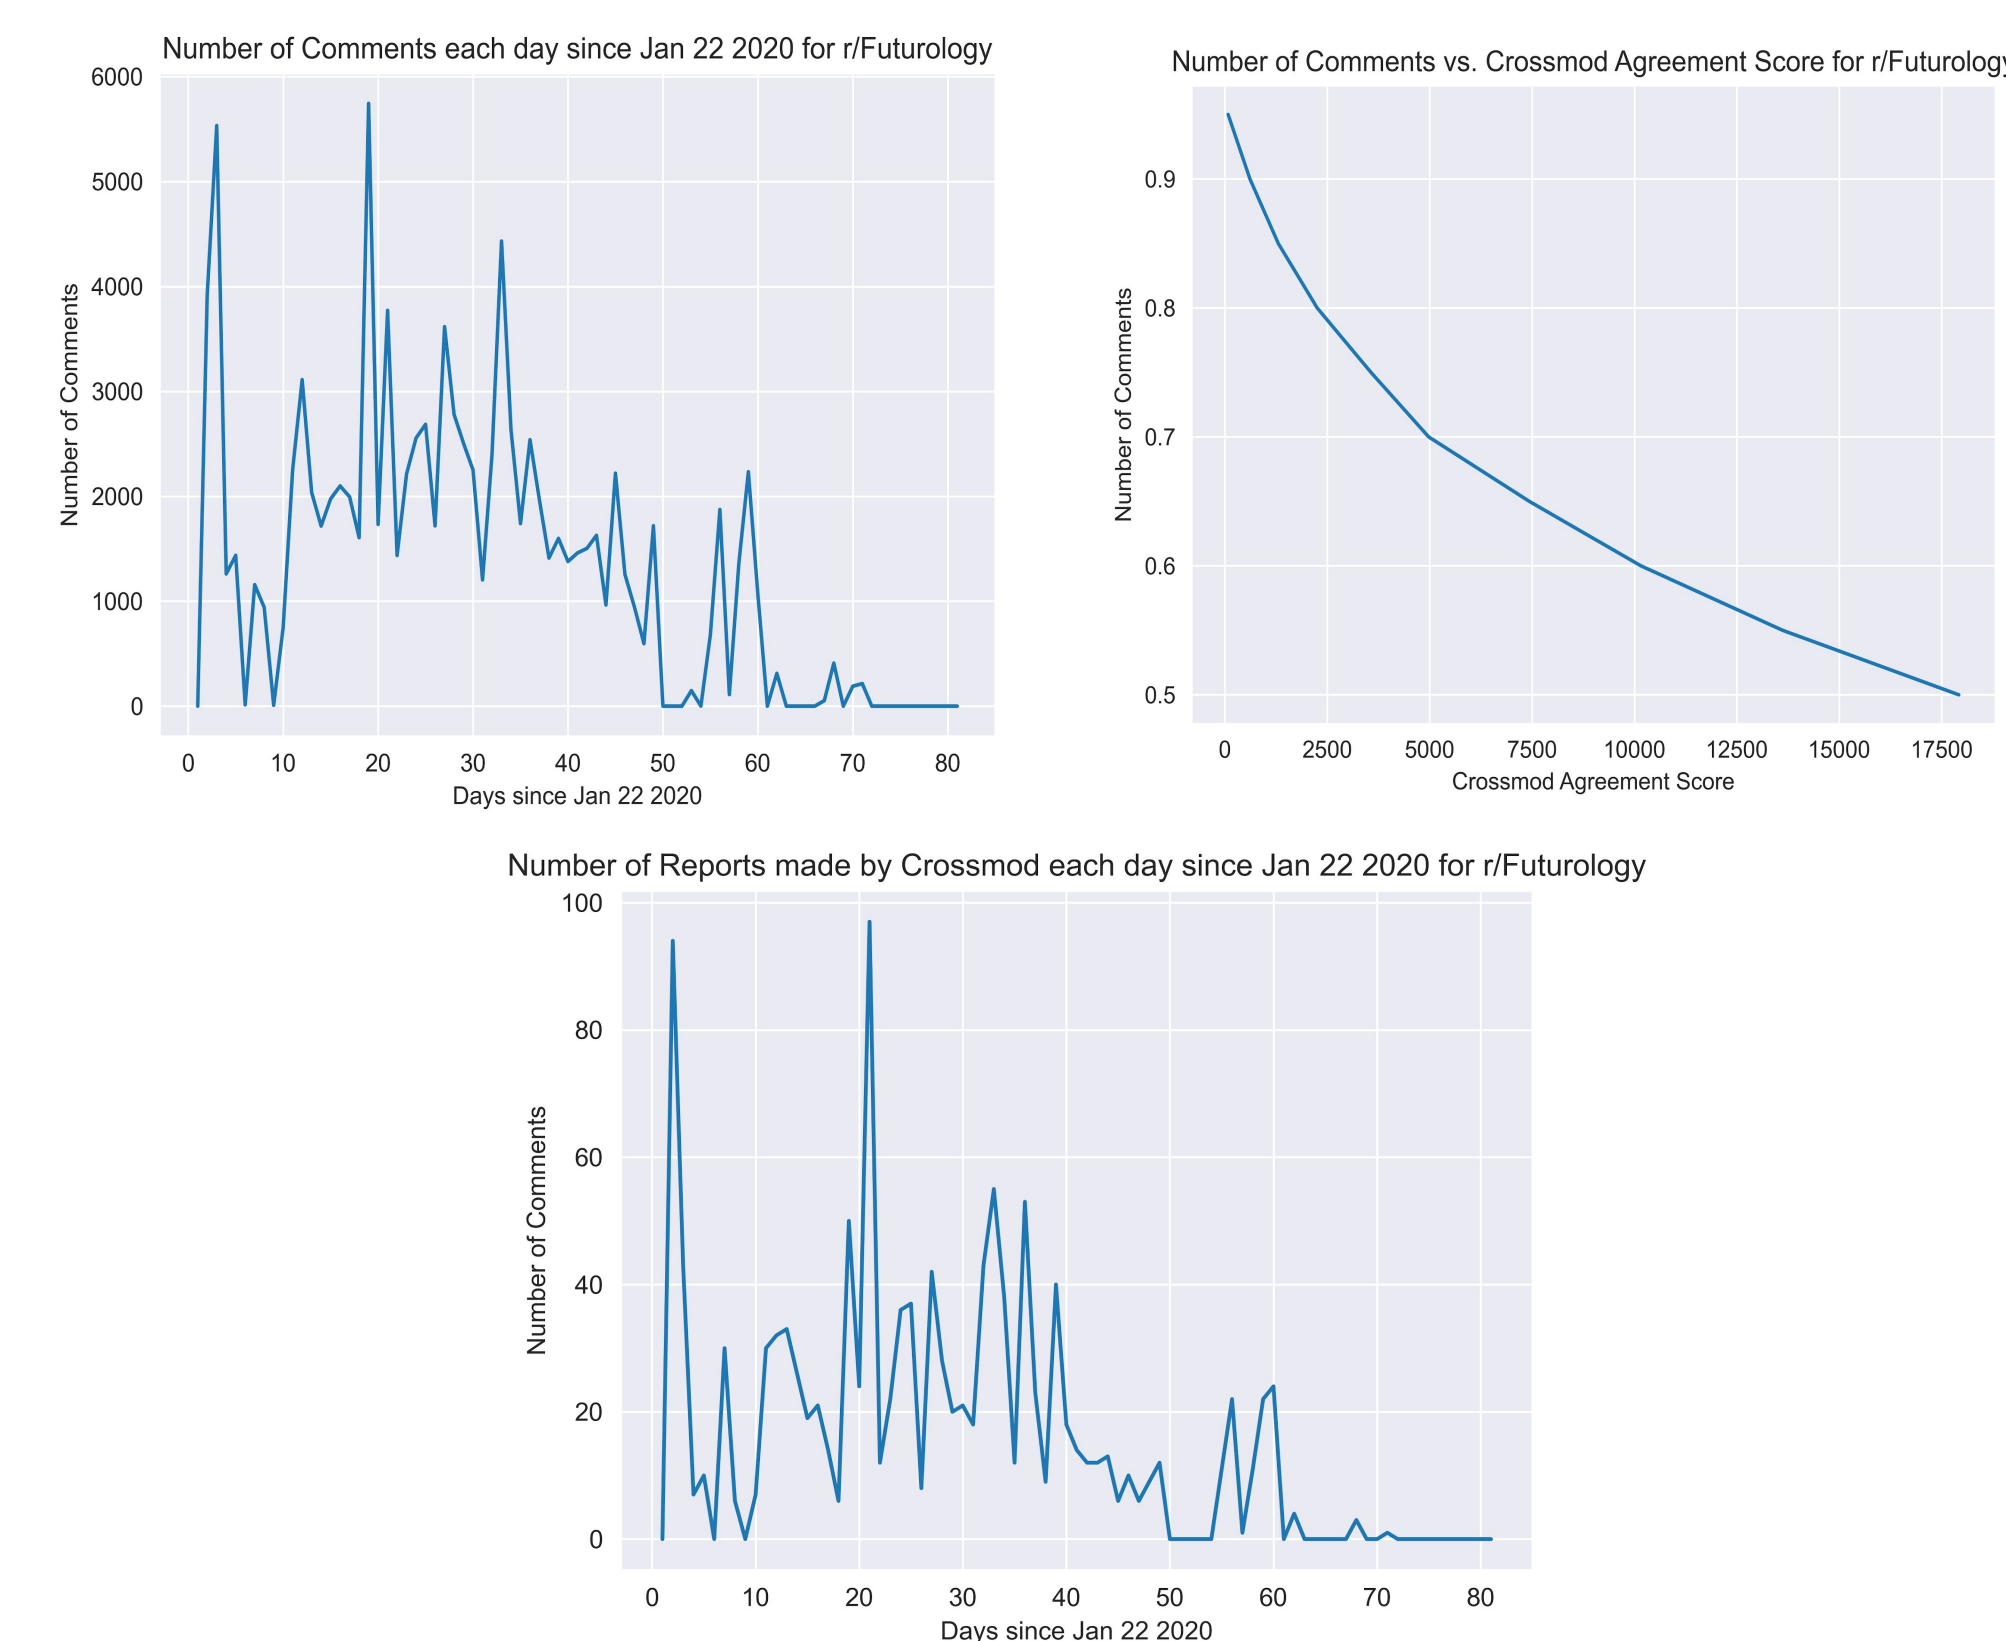 Number of Comments each day since Jan 22 2020 for r/Futurology
6000
5000
4000
3000
2000
1000
0
Number of Comments
0 10 20 30 40 50 60 70 80
Days since Jan 22 2020
Number of Comments vs. Crossmod Agreement Score for r/Futurology
0.9
0.8
0.7
0.6
0.5
Number of Comments
0 2500 5000 7500 10000 12500 15000 17500
Crossmod Agreement Score
Number of Reports made by Crossmod each day since Jan 22 2020 for r/Futurology
100
80
60
40
20
0
Number of Comments
0 10 20 30 40 50 60 70 80
Days since Jan 22 2020